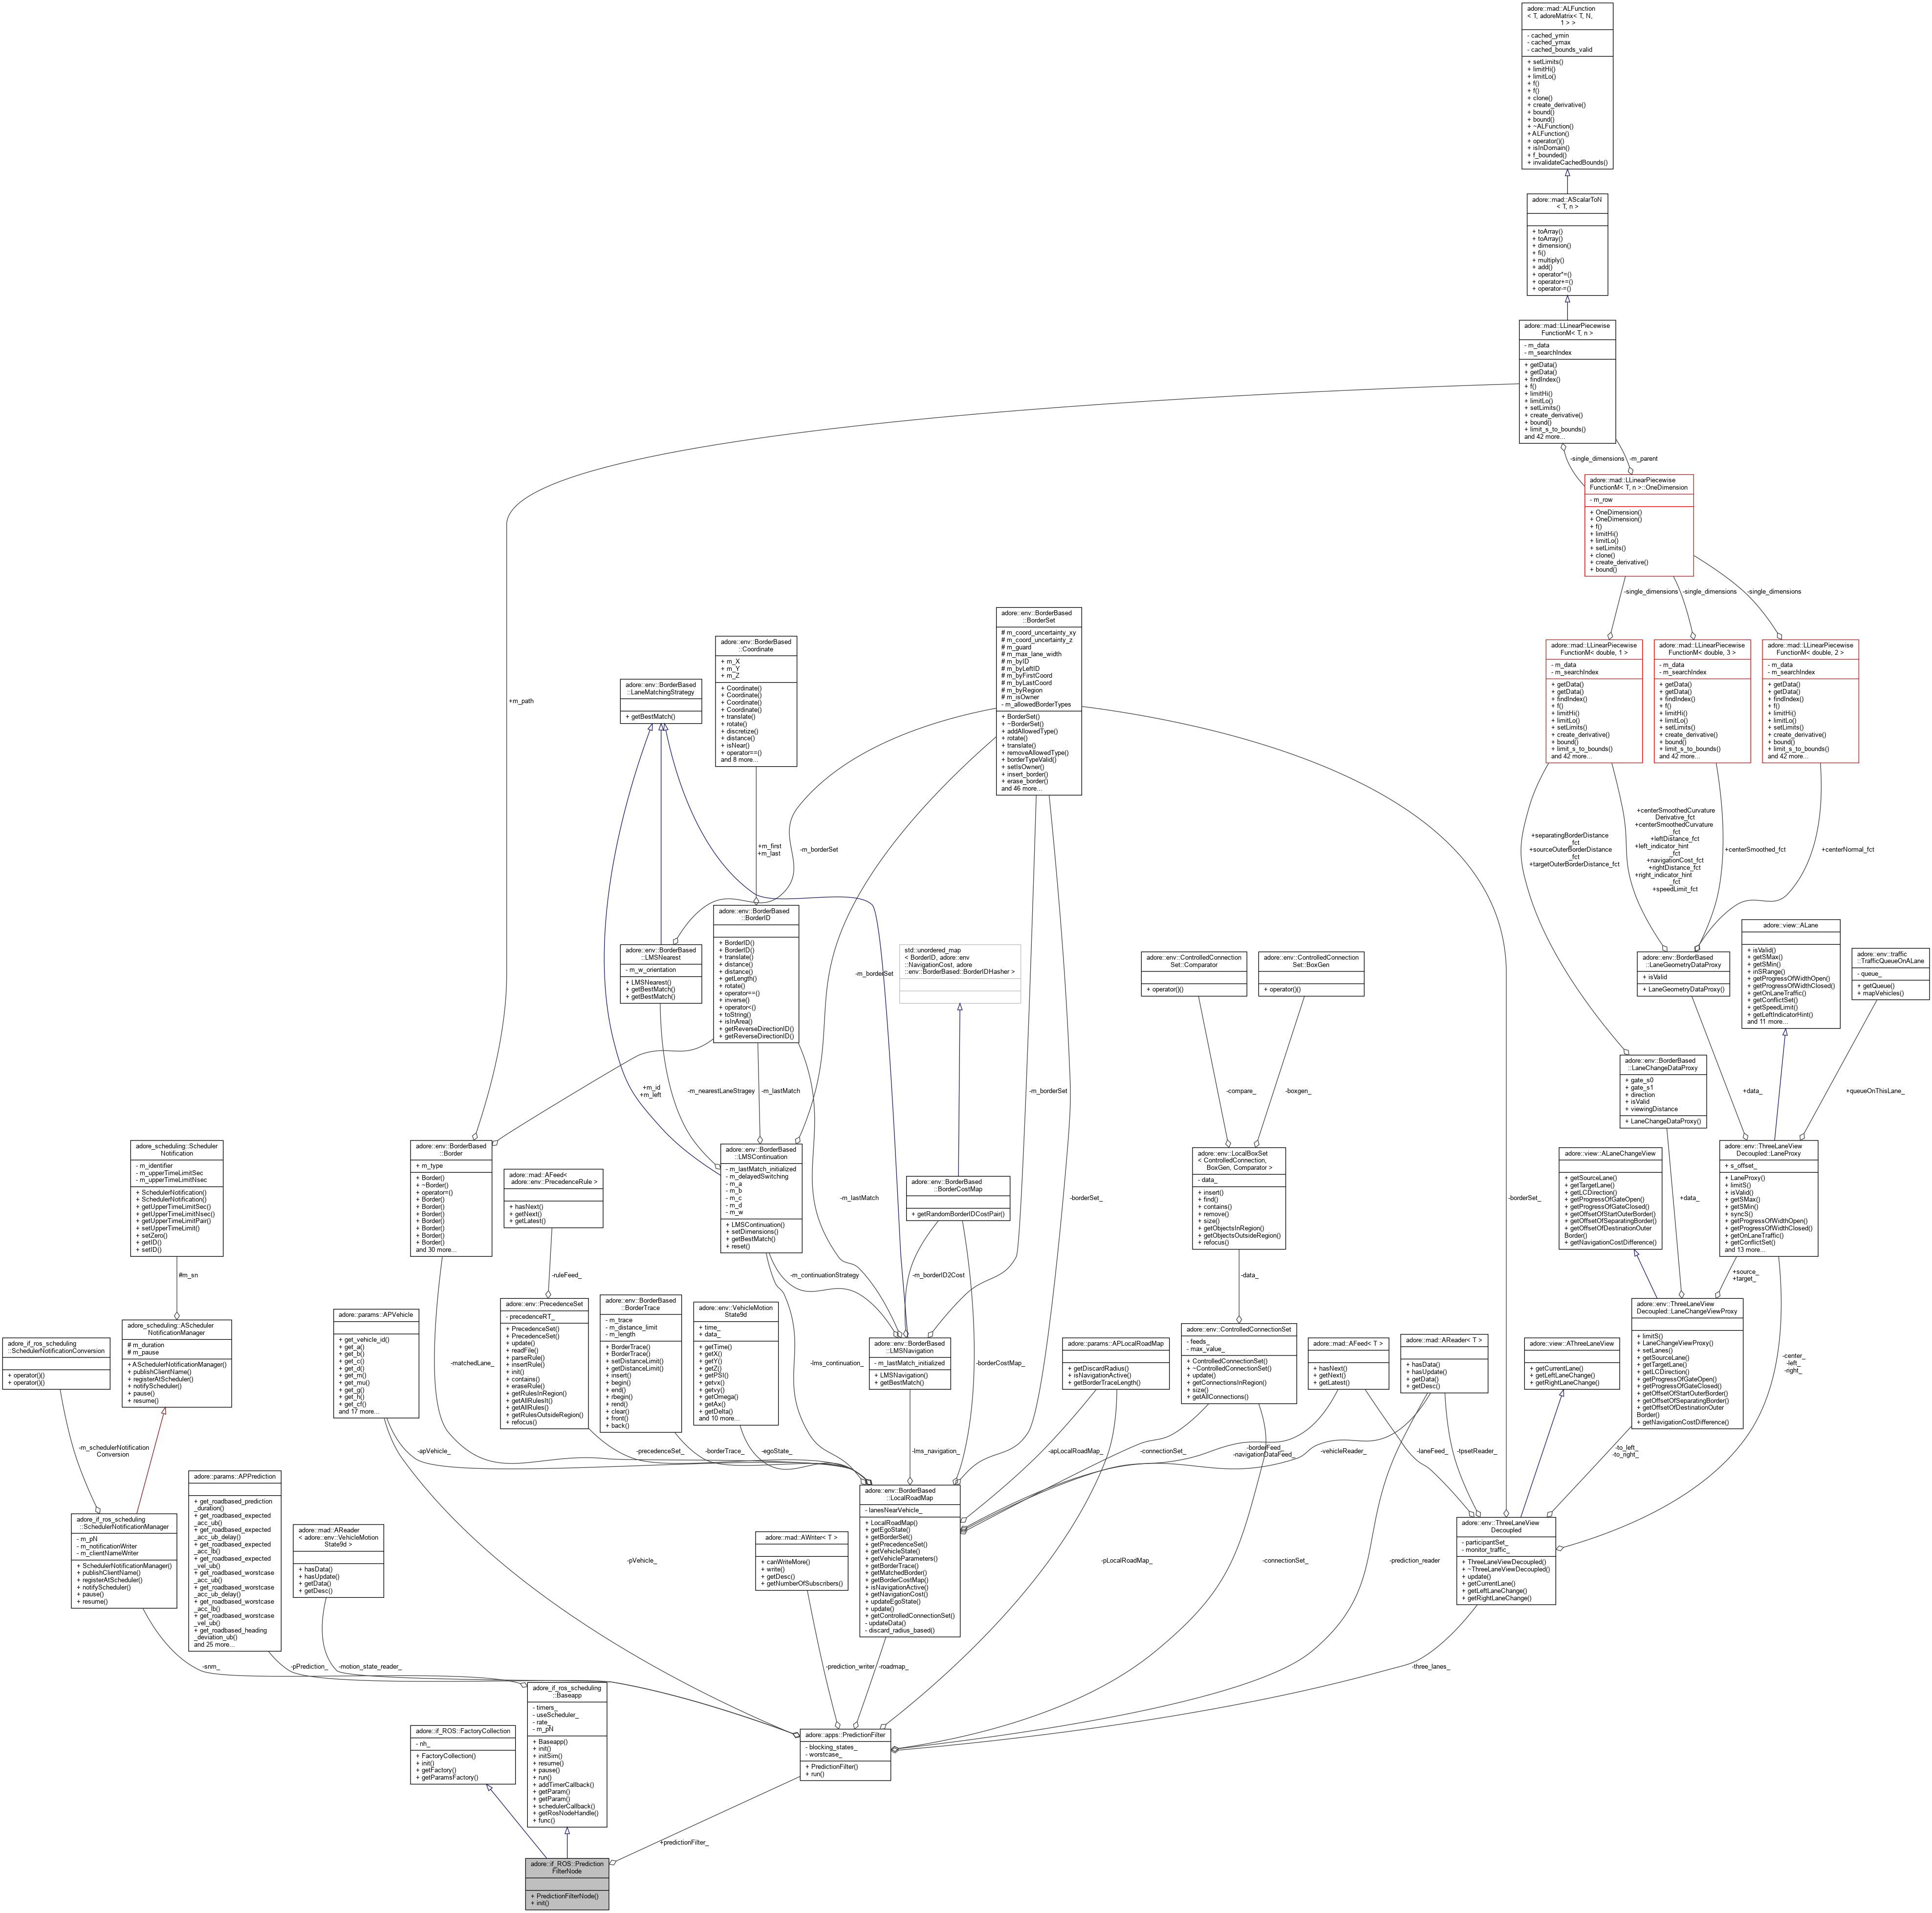 adore::mad::ALFunction
< T, adoreMatrix< T, N,
1 > >
- cached_ymin
- cached_ymax
- cached_bounds_valid
+ setLimits()
+ limitHi()
+ limitLo()
+ f()
+ f()
+ clone()
+ create_derivative()
+ bound()
+ bound()
+ ~ALFunction()
+ ALFunction()
+ operator()()
+ isInDomain()
+ f_bounded()
+ invalidateCachedBounds()
adore::mad::AScalarToN
< T, n >
+ toArray()
+ toArray()
+ dimension()
+ fi()
+ multiply()
+ add()
+ operator*=()
+ operator+=()
+ operator-=()
adore::mad::LLinearPiecewise
FunctionM< T, n >
- m_data
- m_searchIndex
+ getData()
+ getData()
+ findIndex()
+ f()
+ limitHi()
+ limitLo()
+ setLimits()
+ create_derivative()
+ bound()
+ limit_s_to_bounds()
and 42 more...
-single_dimensions
-m_parent
adore::mad::LLinearPiecewise
FunctionM< T, n >::OneDimension
- m_row
+ OneDimension()
+ OneDimension()
+ f()
+ limitHi()
+ limitLo()
+ setLimits()
+ clone()
+ create_derivative()
+ bound()
-single_dimensions
-single_dimensions
-single_dimensions
adore::mad::LLinearPiecewise
FunctionM< double, 1 >
- m_data
- m_searchIndex
+ getData()
+ getData()
+ findIndex()
+ f()
+ limitHi()
+ limitLo()
+ setLimits()
+ create_derivative()
+ bound()
+ limit_s_to_bounds()
and 42 more...
adore::mad::LLinearPiecewise
FunctionM< double, 3 >
- m_data
- m_searchIndex
+ getData()
+ getData()
+ findIndex()
+ f()
+ limitHi()
+ limitLo()
+ setLimits()
+ create_derivative()
+ bound()
+ limit_s_to_bounds()
and 42 more...
adore::mad::LLinearPiecewise
FunctionM< double, 2 >
- m_data
- m_searchIndex
+ getData()
+ getData()
+ findIndex()
+ f()
+ limitHi()
+ limitLo()
+ setLimits()
+ create_derivative()
+ bound()
+ limit_s_to_bounds()
and 42 more...
+m_path
adore::env::BorderBased
::BorderSet
# m_coord_uncertainty_xy
# m_coord_uncertainty_z
# m_guard
# m_max_lane_width
# m_byID
# m_byLeftID
# m_byFirstCoord
# m_byLastCoord
# m_byRegion
# m_isOwner
- m_allowedBorderTypes
+ BorderSet()
+ ~BorderSet()
+ addAllowedType()
+ rotate()
+ translate()
+ removeAllowedType()
+ borderTypeValid()
+ setIsOwner()
+ insert_border()
+ erase_border()
and 46 more...
adore::env::BorderBased
::Coordinate
+ m_X
+ m_Y
+ m_Z
+ Coordinate()
+ Coordinate()
+ Coordinate()
+ Coordinate()
+ translate()
+ rotate()
+ discretize()
+ distance()
+ isNear()
+ operator==()
and 8 more...
adore::env::BorderBased
::LaneMatchingStrategy
+ getBestMatch()
+m_first
+m_last
-m_borderSet
+separatingBorderDistance
_fct
+sourceOuterBorderDistance
_fct
+targetOuterBorderDistance_fct
+centerSmoothedCurvature
Derivative_fct
+centerSmoothedCurvature
_fct
+leftDistance_fct
+left_indicator_hint
_fct
+navigationCost_fct
+rightDistance_fct
+right_indicator_hint
_fct
+speedLimit_fct
+centerSmoothed_fct
+centerNormal_fct
adore::env::BorderBased
::BorderID
+ BorderID()
+ BorderID()
+ translate()
+ distance()
+ distance()
+ getLength()
+ rotate()
+ operator==()
+ inverse()
+ operator<()
+ toString()
+ isInArea()
+ getReverseDirectionID()
+ getReverseDirectionID()
adore::env::BorderBased
::LMSNearest
- m_w_orientation
+ LMSNearest()
+ getBestMatch()
+ getBestMatch()
-m_borderSet
std::unordered_map
< BorderID, adore::env
::NavigationCost, adore
::env::BorderBased::BorderIDHasher >
adore::env::ControlledConnection
Set::Comparator
+ operator()()
adore::env::ControlledConnection
Set::BoxGen
+ operator()()
adore::env::BorderBased
::LaneGeometryDataProxy
+ isValid
+ LaneGeometryDataProxy()
adore::view::ALane
+ isValid()
+ getSMax()
+ getSMin()
+ inSRange()
+ getProgressOfWidthOpen()
+ getProgressOfWidthClosed()
+ getOnLaneTraffic()
+ getConflictSet()
+ getSpeedLimit()
+ getLeftIndicatorHint()
and 11 more...
adore::env::traffic
::TrafficQueueOnALane
- queue_
+ getQueue()
+ mapVehicles()
+m_id
+m_left
-m_nearestLaneStragey
-m_lastMatch
-m_borderSet
-compare_
-boxgen_
adore::env::BorderBased
::LaneChangeDataProxy
+ gate_s0
+ gate_s1
+ direction
+ isValid
+ viewingDistance
+ LaneChangeDataProxy()
+data_
+queueOnThisLane_
adore_scheduling::Scheduler
Notification
- m_identifier
- m_upperTimeLimitSec
- m_upperTimeLimitNsec
+ SchedulerNotification()
+ SchedulerNotification()
+ getUpperTimeLimitSec()
+ getUpperTimeLimitNsec()
+ getUpperTimeLimitPair()
+ setUpperTimeLimit()
+ setZero()
+ getID()
+ setID()
adore::env::BorderBased
::Border
+ m_type
+ Border()
+ ~Border()
+ operator=()
+ Border()
+ Border()
+ Border()
+ Border()
+ Border()
+ Border()
+ Border()
and 30 more...
adore::mad::AFeed<
adore::env::PrecedenceRule >
+ hasNext()
+ getNext()
+ getLatest()
adore::env::BorderBased
::LMSContinuation
- m_lastMatch_initialized
- m_delayedSwitching
- m_a
- m_b
- m_c
- m_d
- m_w
+ LMSContinuation()
+ setDimensions()
+ getBestMatch()
+ reset()
-m_lastMatch
-borderSet_
-borderSet_
adore::env::BorderBased
::BorderCostMap
+ getRandomBorderIDCostPair()
adore::env::LocalBoxSet
< ControlledConnection,
BoxGen, Comparator >
- data_
+ insert()
+ find()
+ contains()
+ remove()
+ size()
+ getObjectsInRegion()
+ getObjectsOutsideRegion()
+ refocus()
adore::view::ALaneChangeView
+ getSourceLane()
+ getTargetLane()
+ getLCDirection()
+ getProgressOfGateOpen()
+ getProgressOfGateClosed()
+ getOffsetOfStartOuterBorder()
+ getOffsetOfSeparatingBorder()
+ getOffsetOfDestinationOuter
Border()
+ getNavigationCostDifference()
+data_
adore::env::ThreeLaneView
Decoupled::LaneProxy
+ s_offset_
+ LaneProxy()
+ limitS()
+ isValid()
+ getSMax()
+ getSMin()
+ syncS()
+ getProgressOfWidthOpen()
+ getProgressOfWidthClosed()
+ getOnLaneTraffic()
+ getConflictSet()
and 13 more...
#m_sn
-ruleFeed_
-m_continuationStrategy
-m_borderID2Cost
-data_
+source_
+target_
adore_if_ros_scheduling
::SchedulerNotificationConversion
+ operator()()
+ operator()()
adore_scheduling::AScheduler
NotificationManager
# m_duration
# m_pause
+ ASchedulerNotificationManager()
+ publishClientName()
+ registerAtScheduler()
+ notifyScheduler()
+ pause()
+ resume()
adore::params::APVehicle
+ get_vehicle_id()
+ get_a()
+ get_b()
+ get_c()
+ get_d()
+ get_m()
+ get_mu()
+ get_g()
+ get_h()
+ get_cf()
and 17 more...
-matchedLane_
adore::env::PrecedenceSet
- precedenceRT_
+ PrecedenceSet()
+ PrecedenceSet()
+ update()
+ readFile()
+ parseRule()
+ insertRule()
+ init()
+ contains()
+ eraseRule()
+ getRulesInRegion()
+ getAllRulesIt()
+ getAllRules()
+ getRulesOutsideRegion()
+ refocus()
adore::env::BorderBased
::BorderTrace
- m_trace
- m_distance_limit
- m_length
+ BorderTrace()
+ BorderTrace()
+ setDistanceLimit()
+ getDistanceLimit()
+ insert()
+ begin()
+ end()
+ rbegin()
+ rend()
+ clear()
+ front()
+ back()
adore::env::VehicleMotion
State9d
+ time_
+ data_
+ getTime()
+ getX()
+ getY()
+ getZ()
+ getPSI()
+ getvx()
+ getvy()
+ getOmega()
+ getAx()
+ getDelta()
and 10 more...
-lms_continuation_
adore::env::BorderBased
::LMSNavigation
- m_lastMatch_initialized
+ LMSNavigation()
+ getBestMatch()
-borderCostMap_
adore::params::APLocalRoadMap
+ getDiscardRadius()
+ isNavigationActive()
+ getBorderTraceLength()
adore::env::ControlledConnectionSet
- feeds_
- max_value_
+ ControlledConnectionSet()
+ ~ControlledConnectionSet()
+ update()
+ getConnectionsInRegion()
+ size()
+ getAllConnections()
adore::mad::AFeed< T >
+ hasNext()
+ getNext()
+ getLatest()
adore::mad::AReader< T >
+ hasData()
+ hasUpdate()
+ getData()
+ getDesc()
adore::view::AThreeLaneView
+ getCurrentLane()
+ getLeftLaneChange()
+ getRightLaneChange()
adore::env::ThreeLaneView
Decoupled::LaneChangeViewProxy
+ limitS()
+ LaneChangeViewProxy()
+ setLanes()
+ getSourceLane()
+ getTargetLane()
+ getLCDirection()
+ getProgressOfGateOpen()
+ getProgressOfGateClosed()
+ getOffsetOfStartOuterBorder()
+ getOffsetOfSeparatingBorder()
+ getOffsetOfDestinationOuter
Border()
+ getNavigationCostDifference()
-center_
-left_
-right_
-m_schedulerNotification
Conversion
-apVehicle_
-precedenceSet_
-borderTrace_
-egoState_
-lms_navigation_
-apLocalRoadMap_
-connectionSet_
-borderFeed_
-navigationDataFeed_
-vehicleReader_
-laneFeed_
-tpsetReader_
-to_left_
-to_right_
adore::params::APPrediction
+ get_roadbased_prediction
_duration()
+ get_roadbased_expected
_acc_ub()
+ get_roadbased_expected
_acc_ub_delay()
+ get_roadbased_expected
_acc_lb()
+ get_roadbased_expected
_vel_ub()
+ get_roadbased_worstcase
_acc_ub()
+ get_roadbased_worstcase
_acc_ub_delay()
+ get_roadbased_worstcase
_acc_lb()
+ get_roadbased_worstcase
_vel_ub()
+ get_roadbased_heading
_deviation_ub()
and 25 more...
adore_if_ros_scheduling
::SchedulerNotificationManager
- m_pN
- m_notificationWriter
- m_clientNameWriter
+ SchedulerNotificationManager()
+ publishClientName()
+ registerAtScheduler()
+ notifyScheduler()
+ pause()
+ resume()
adore::mad::AReader
< adore::env::VehicleMotion
State9d >
+ hasData()
+ hasUpdate()
+ getData()
+ getDesc()
-pVehicle_
adore::mad::AWriter< T >
+ canWriteMore()
+ write()
+ getDesc()
+ getNumberOfSubscribers()
adore::env::BorderBased
::LocalRoadMap
- lanesNearVehicle_
+ LocalRoadMap()
+ getEgoState()
+ getBorderSet()
+ getPrecedenceSet()
+ getVehicleState()
+ getVehicleParameters()
+ getBorderTrace()
+ getMatchedBorder()
+ getBorderCostMap()
+ isNavigationActive()
+ getNavigationCost()
+ updateEgoState()
+ update()
+ getControlledConnectionSet()
- updateData()
- discard_radius_based()
-pLocalRoadMap_
-connectionSet_
-prediction_reader
adore::env::ThreeLaneView
Decoupled
- participantSet_
- monitor_traffic_
+ ThreeLaneViewDecoupled()
+ ~ThreeLaneViewDecoupled()
+ update()
+ getCurrentLane()
+ getLeftLaneChange()
+ getRightLaneChange()
-snm_
-pPrediction_
-motion_state_reader_
-prediction_writer
-roadmap_
-three_lanes_
adore_if_ros_scheduling
::Baseapp
- timers_
- useScheduler_
- rate_
- m_pN
+ Baseapp()
+ init()
+ initSim()
+ resume()
+ pause()
+ run()
+ addTimerCallback()
+ getParam()
+ getParam()
+ schedulerCallback()
+ getRosNodeHandle()
+ func()
adore::if_ROS::FactoryCollection
- nh_
+ FactoryCollection()
+ init()
+ getFactory()
+ getParamsFactory()
adore::apps::PredictionFilter
- blocking_states_
- worstcase_
+ PredictionFilter()
+ run()
+predictionFilter_
adore::if_ROS::Prediction
FilterNode
+ PredictionFilterNode()
+ init()